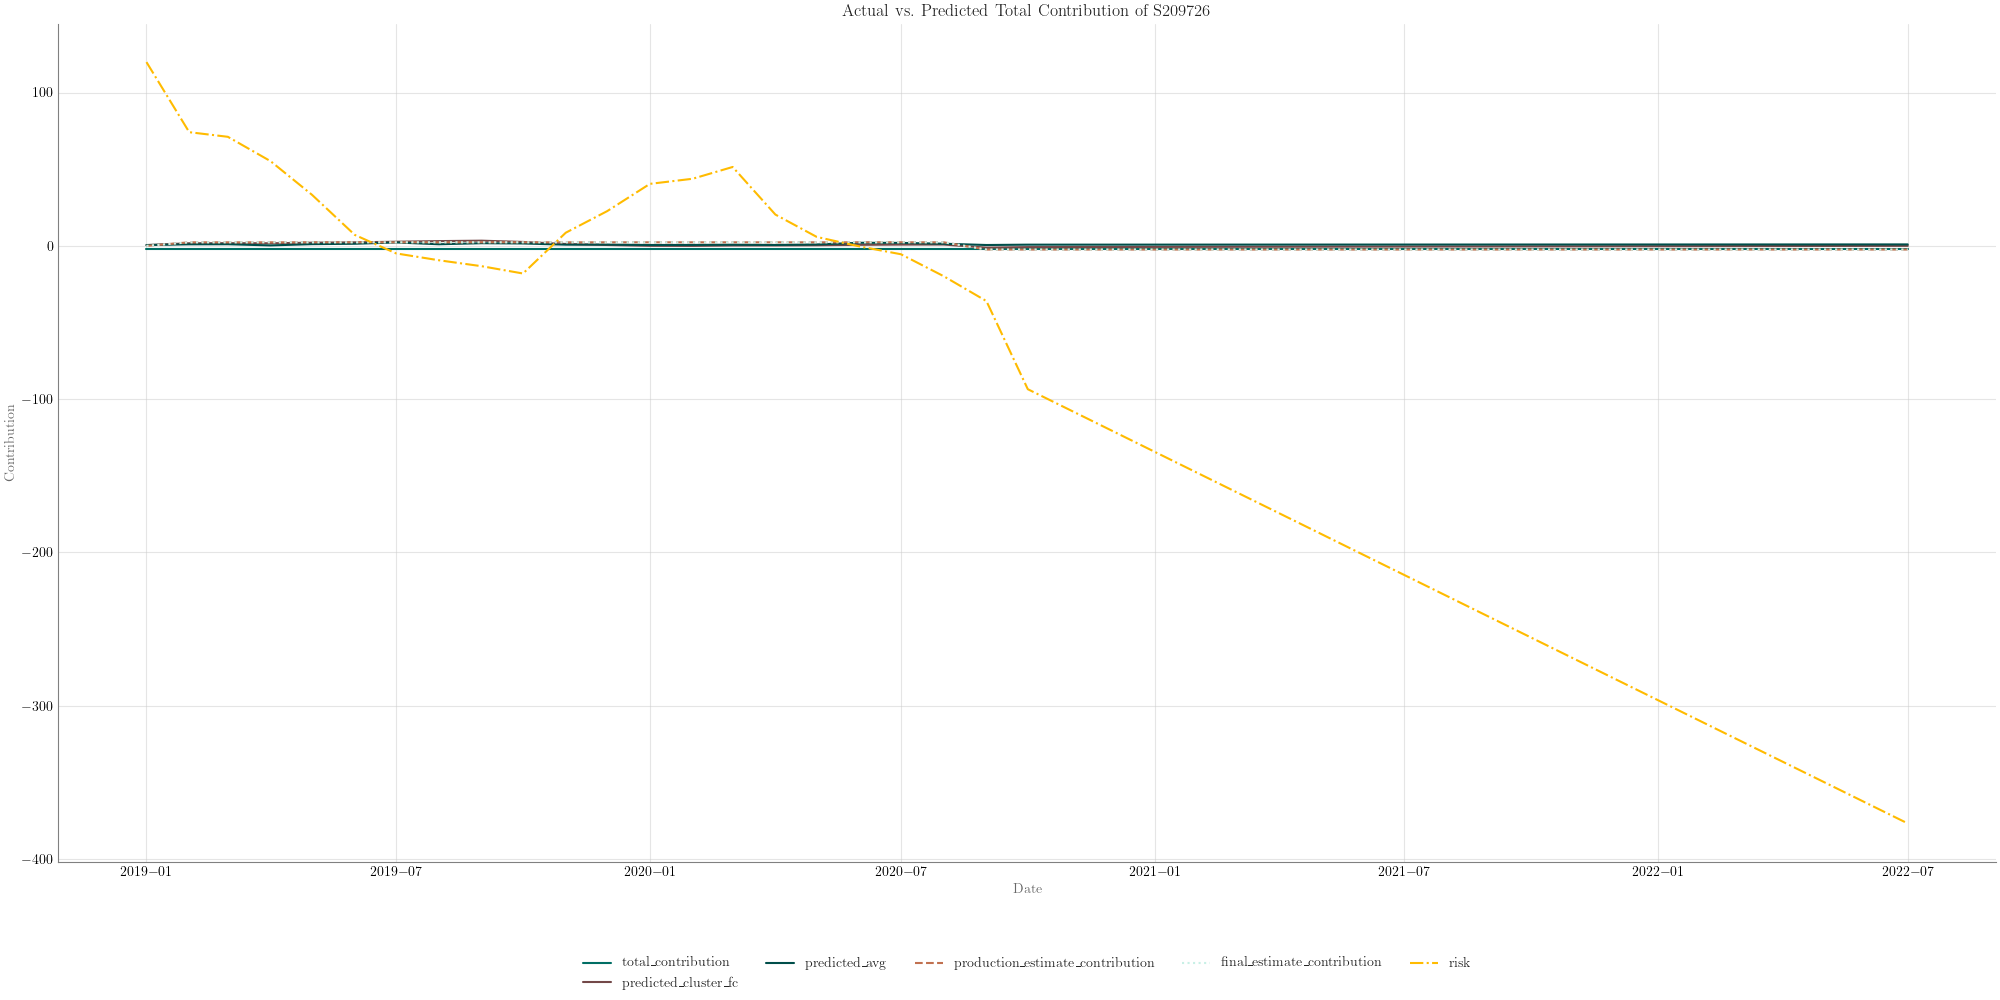 Actual vs. Predicted Total Contribution of S209726
Contribution
100
0
−100
−200
−300
−400
2019−01 2019−07 2020−01 2020−07 2021−01 2021−07 2022−01 2022−07
Date
total_contribution predicted_avg production_estimate_contribution final_estimate_contribution risk
predicted_cluster_fc